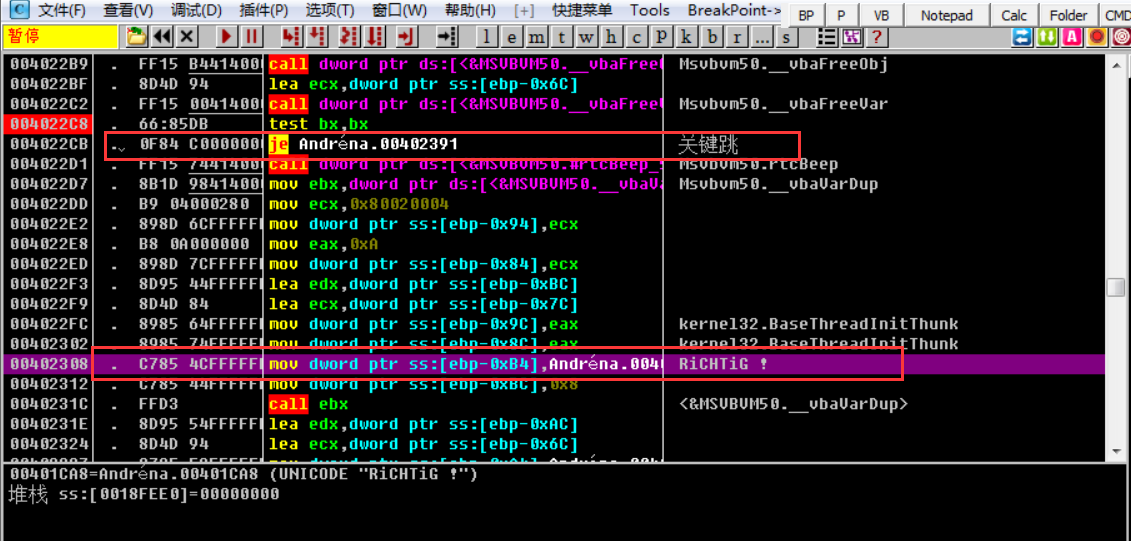 C 文件(F) 查看(V) 调试(D) 插件(P) 选项(T) 窗口(W) 帮助(H) [+] 快捷菜单 Tools BreakPoint-> BP P VB Notepad Calc Folder CMD
暂停 l e m t w h c P k b r ... s ?
004022B9 . FF15 B4414000 call dword ptr ds:[<&MSVBVM50.__vbaFreeO Msvbvm50.__vbaFreeObj
004022BF . 8D4D 94 lea ecx,dword ptr ss:[ebp-0x6C]
004022C2 . FF15 00414000 call dword ptr ds:[<&MSVBVM50.__vbaFreeV Msvbvm50.__vbaFreeVar
004022C8 . 66:85DB test bx,bx
004022CB . 0F84 C0000000 je Andréna.00402391 关键跳
004022D1 . FF15 74414000 call dword ptr ds:[<&MSVBVM50.#rtcBeep_ Msvbvm50.rtcBeep
004022D7 . 8B1D 98414000 mov ebx,dword ptr ds:[<&MSVBVM50.__vbaVa Msvbvm50.__vbaVarDup
004022DD . B9 04000280 mov ecx,0x80020004
004022E2 . 898D 6CFFFFFF mov dword ptr ss:[ebp-0x94],ecx
004022E8 . B8 0A000000 mov eax,0xA
004022ED . 898D 7CFFFFFF mov dword ptr ss:[ebp-0x84],ecx
004022F3 . 8D95 44FFFFFF lea edx,dword ptr ss:[ebp-0xBC]
004022F9 . 8D4D 84 lea ecx,dword ptr ss:[ebp-0x7C]
004022FC . 8985 64FFFFFF mov dword ptr ss:[ebp-0x9C],eax kernel32.BaseThreadInitThunk
00402302 . 8985 74FFFFFF mov dword ptr ss:[ebp-0x8C],eax kernel32.BaseThreadInitThunk
00402308 . C785 4CFFFFFF mov dword ptr ss:[ebp-0xB4],Andréna.004 RiCHTiG !
00402312 . C785 44FFFFFF mov dword ptr ss:[ebp-0xBC],0x8
0040231C . FFD3 call ebx <&MSVBVM50.__vbaVarDup>
0040231E . 8D95 54FFFFFF lea edx,dword ptr ss:[ebp-0xAC]
00402324 . 8D4D 94 lea ecx,dword ptr ss:[ebp-0x6C]
00401CA8=Andréna.00401CA8 (UNICODE "RiCHTiG !")
堆栈 ss:[0018FEE0]=00000000